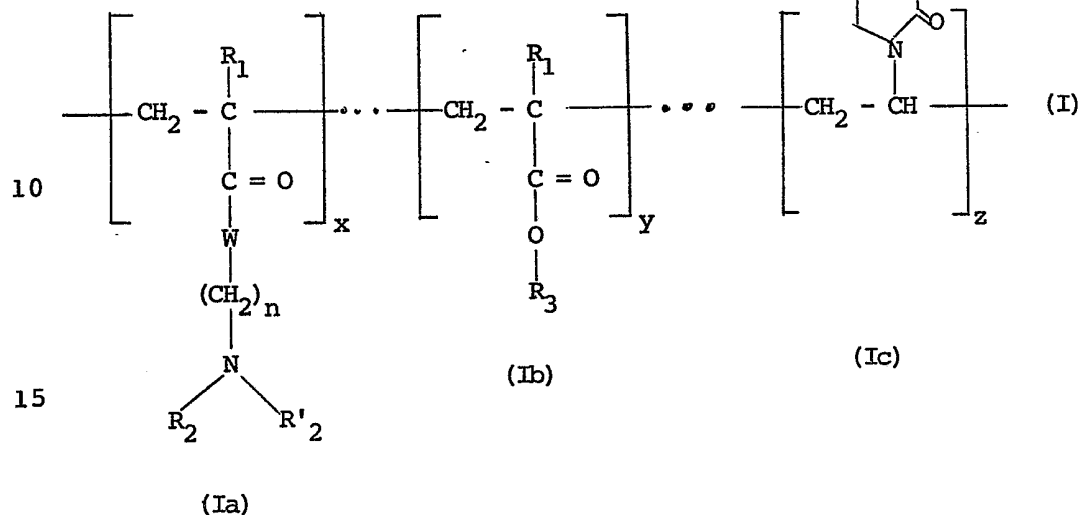 O
N
R1 R1
CH2 - C ... CH2 - C ... CH2 - CH (I)
10 C = O C = O
x y z
W O
(CH2)n R3
N (Ib) (Ic)
15
R2 R'2
(Ia)